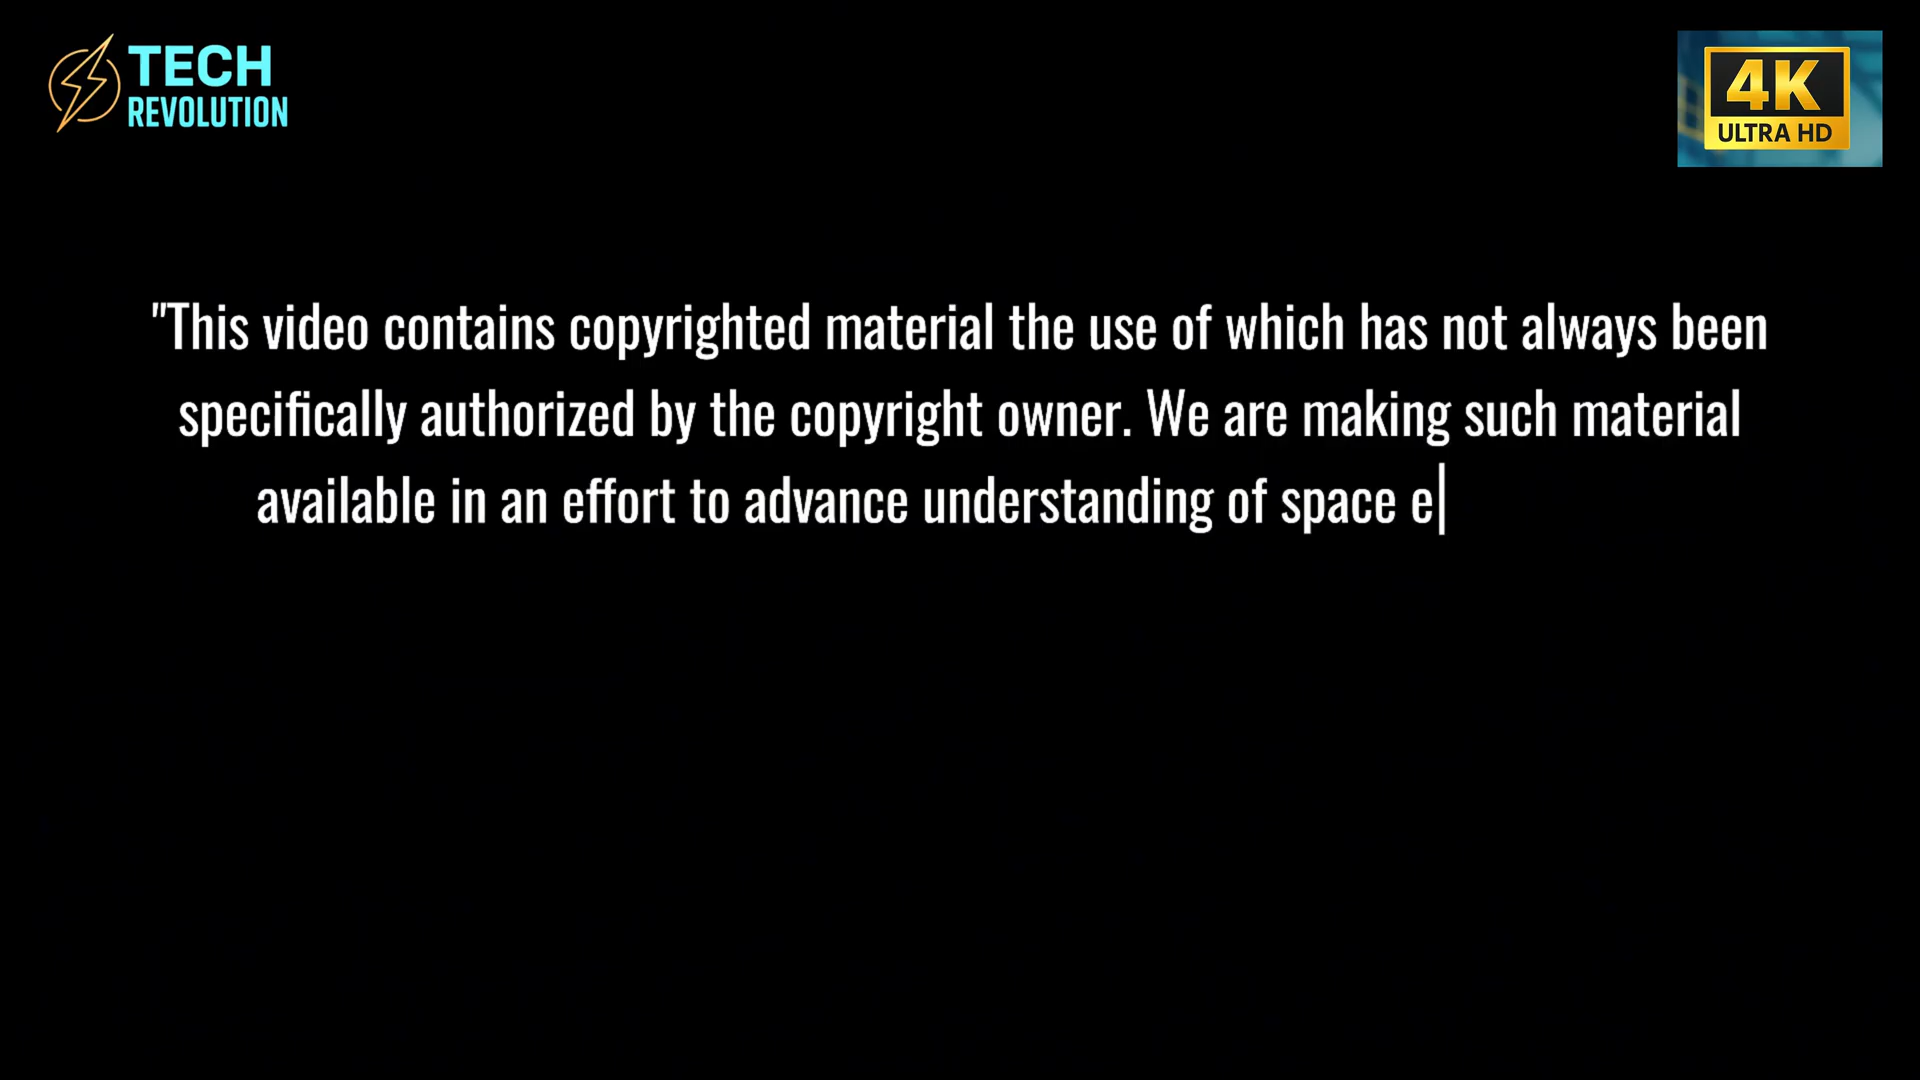 TECH
REVOLUTION
4K
ULTRA HD
"This video contains copyrighted material the use of which has not always been
specifically authorized by the copyright owner. We are making such material
available in an effort to advance understanding of space e